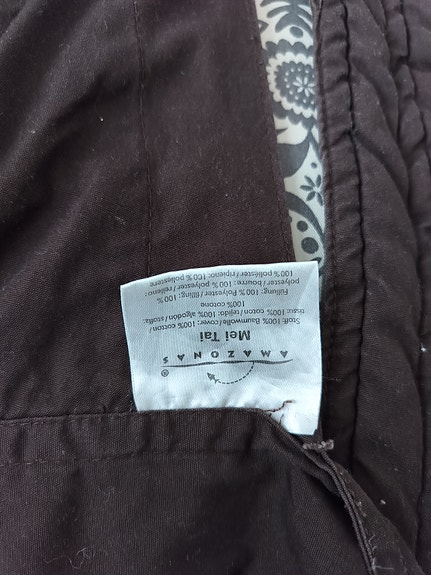 ®
AMAZONAS
Mei Tai
Stoff: 100% Baumwolle / cover: 100% cotton /
tissu: 100% coton / tejido: 100% algodón / stoffa:
100% cotone
Füllung: 100 % Polyester / filling: 100 %
polyester / bourre : 100 % polyester / relleno:
100 % poliéster / ripieno: 100 % poliestere